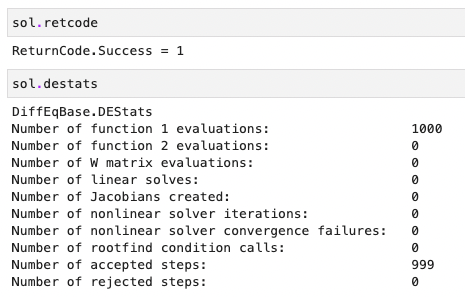 sol.retcode
ReturnCode.Success = 1
sol.destats
DiffEqBase.DEStats
Number of function 1 evaluations: 1000
Number of function 2 evaluations: 0
Number of W matrix evaluations: 0
Number of linear solves: 0
Number of Jacobians created: 0
Number of nonlinear solver iterations: 0
Number of nonlinear solver convergence failures: 0
Number of rootfind condition calls: 0
Number of accepted steps: 999
Number of rejected steps: 0